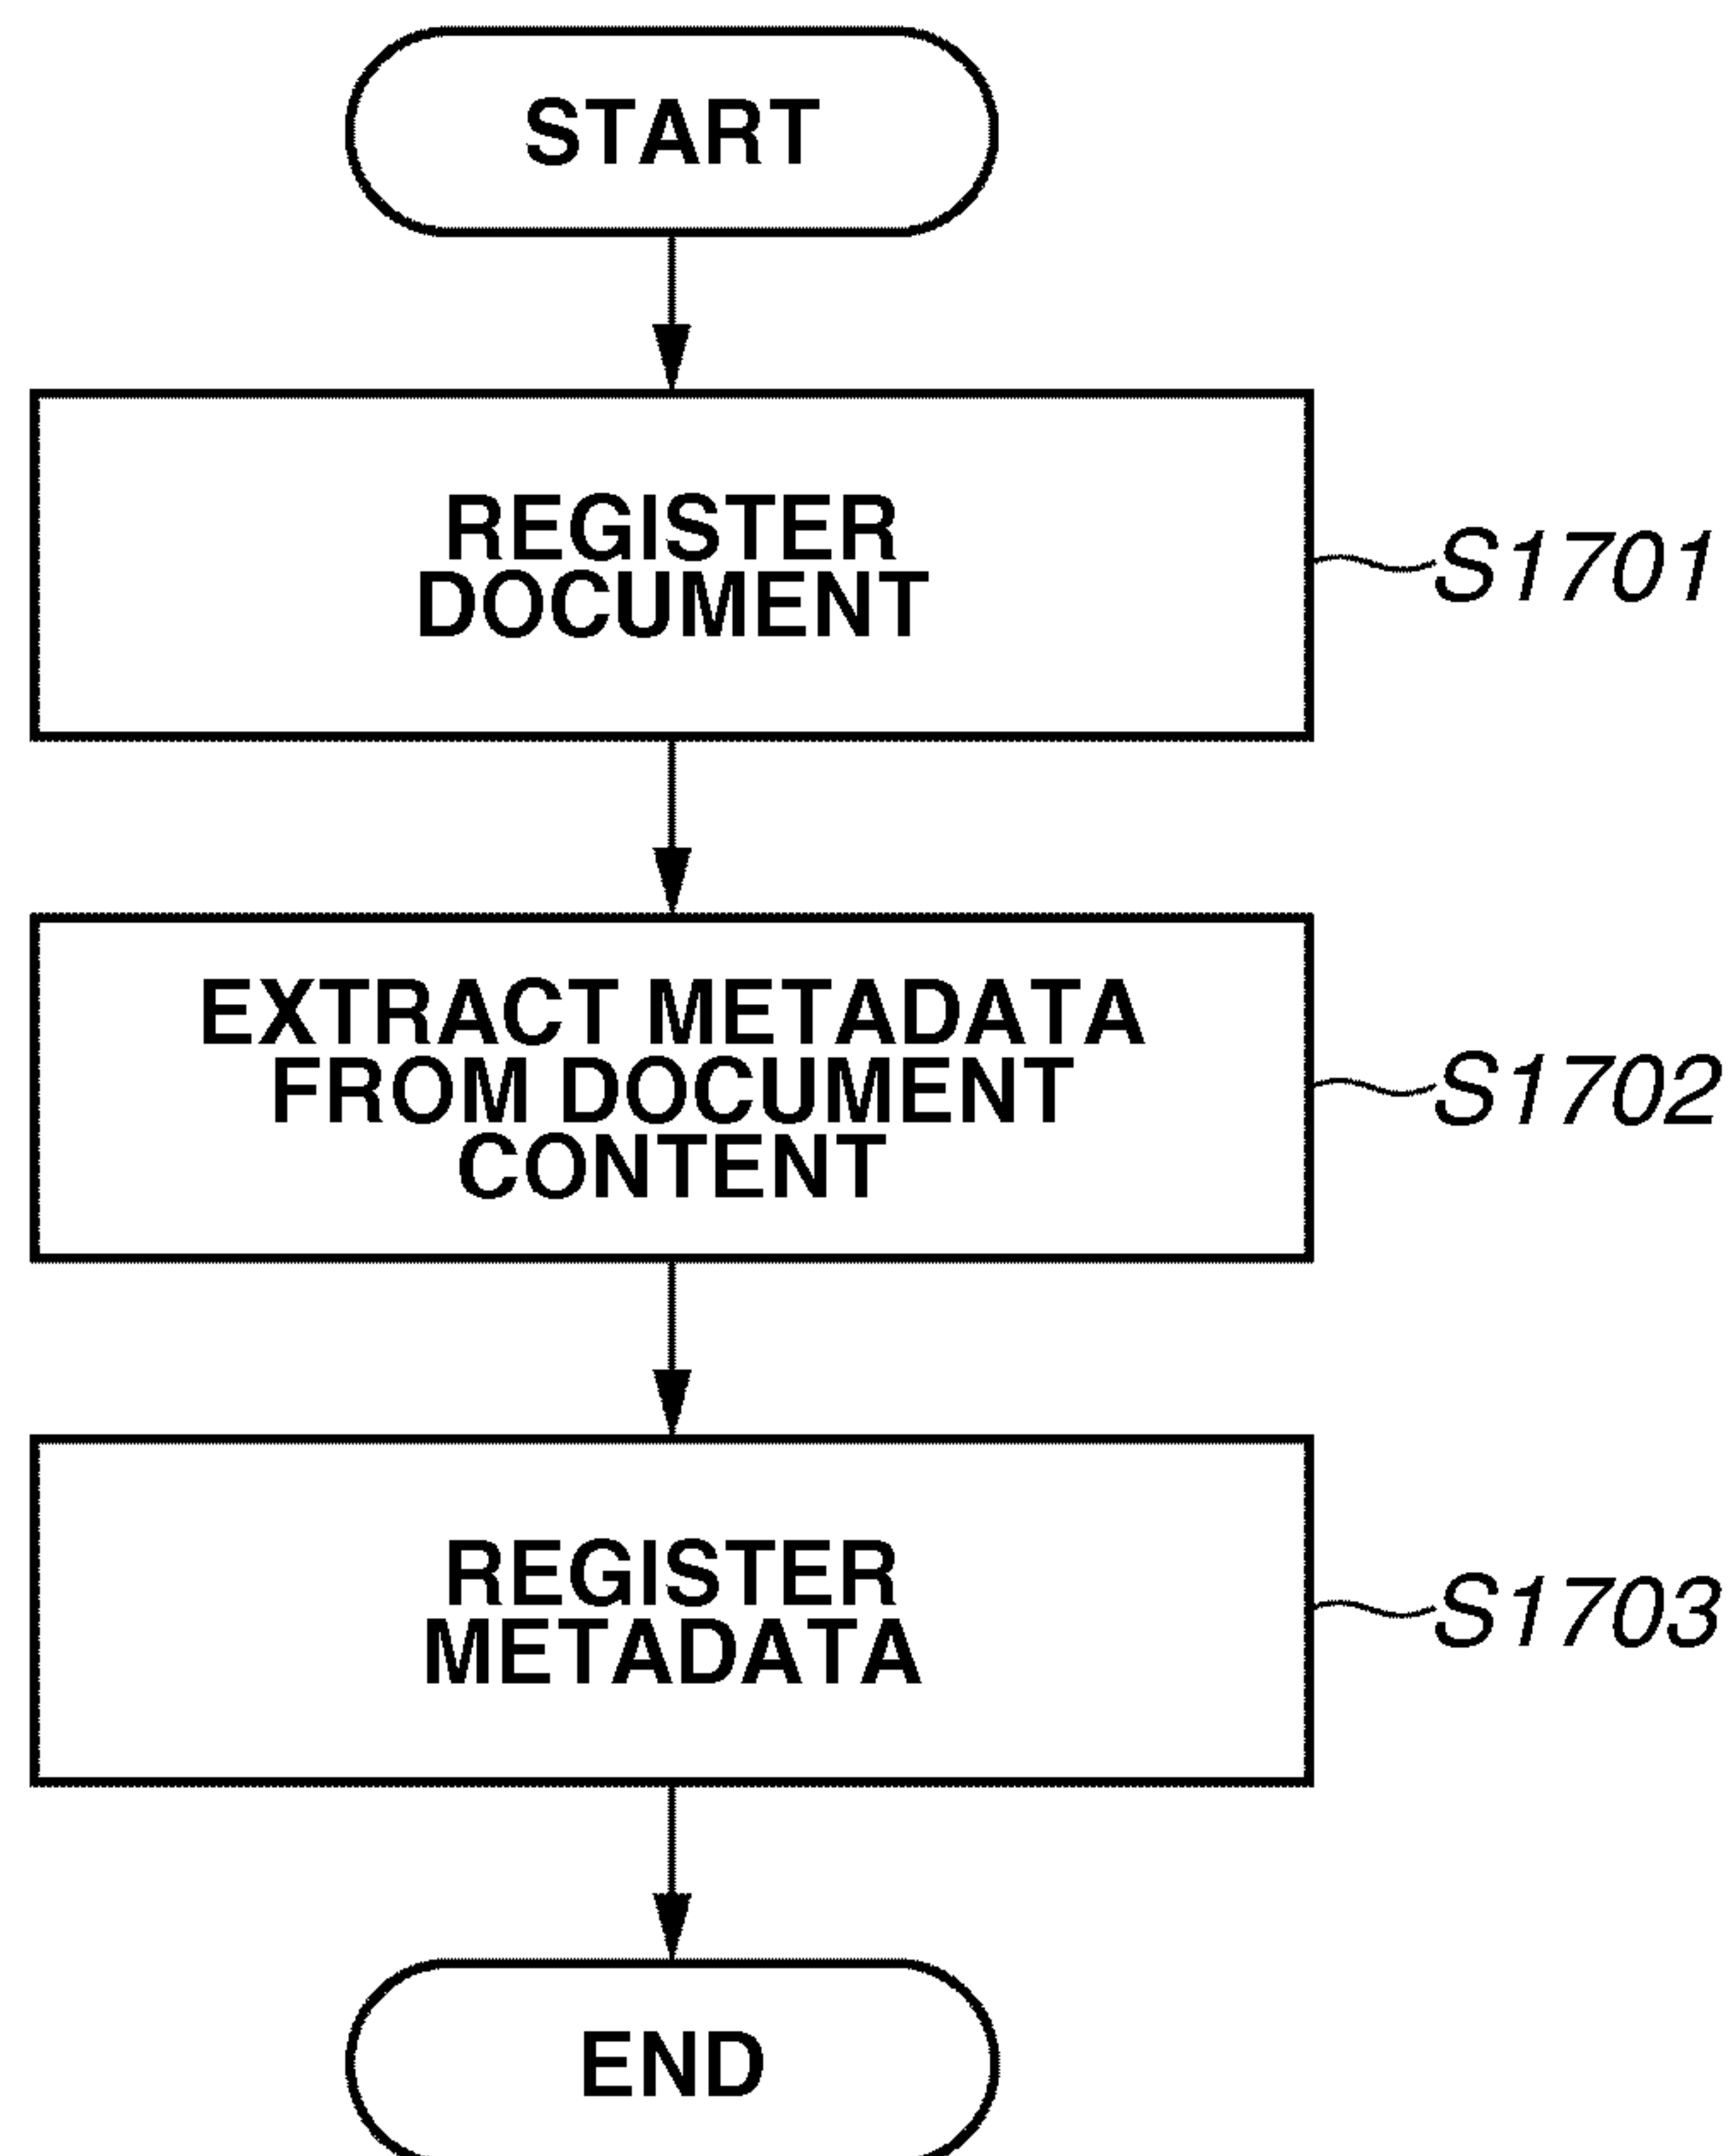 START
REGISTER
DOCUMENT
S1701
EXTRACT METADATA
FROM DOCUMENT
CONTENT
S1702
REGISTER
METADATA
S1703
END